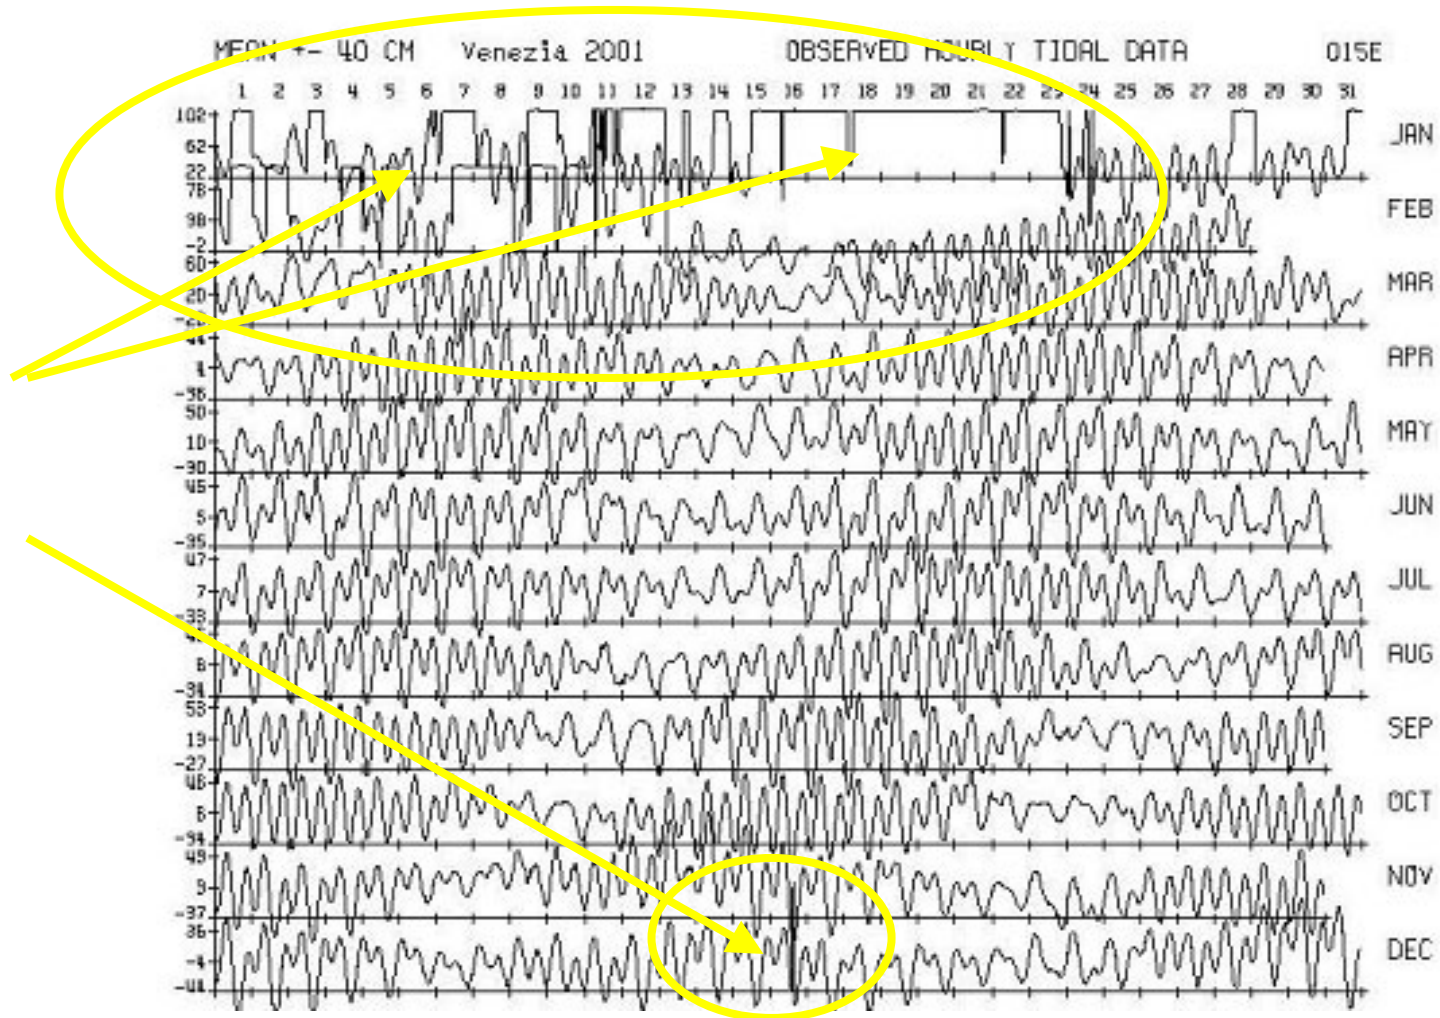 MEAN +- 40 CM Venezia 2001 OBSERVED HOURLY TIDAL DATA 015E
1 2 3 4 5 6 7 8 9 10 11 12 13 14 15 16 17 18 19 20 21 22 23 24 25 26 27 28 29 30 31
102
62 JAN
22
78
38 FEB
-2
60
20 MAR
APR
-36
50
10 MAY
-30
45
5 JUN
-35
47
7 JUL
-33
AUG
53
13 SEP
-27
46
6 OCT
-34
NOV
-37
36
-4 DEC